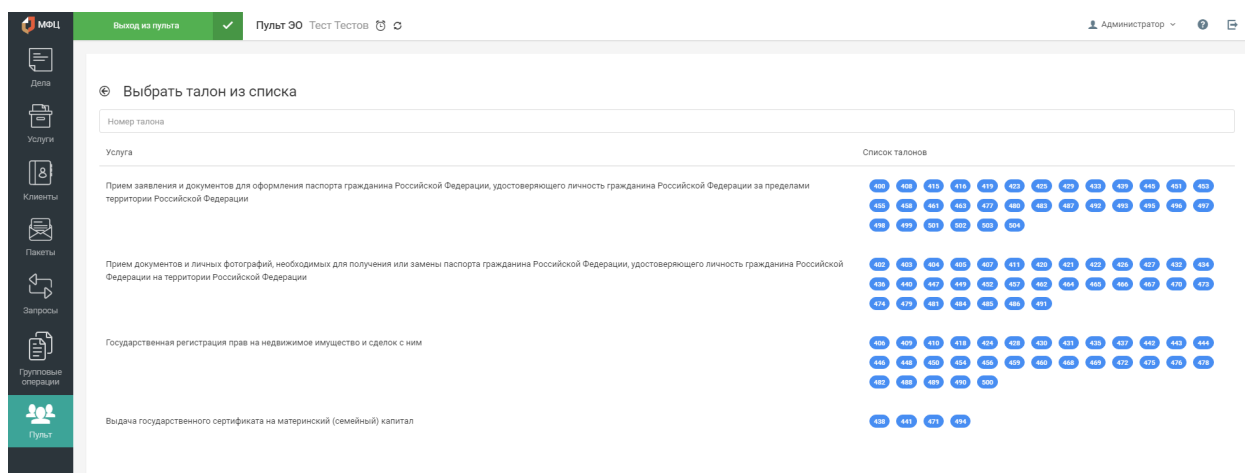 МФЦ
Выход из пульта
Пульт ЭО Тест Тестов
Администратор
Дела
Услуги
Клиенты
Пакеты
Запросы
Групповые
операции
Пульт
Выбрать талон из списка
Номер талона
Услуга
Список талонов
Прием заявления и документов для оформления паспорта гражданина Российской Федерации, удостоверяющего личность гражданина Российской Федерации за пределами
территории Российской Федерации
400 408 415 416 419 423 425 429 433 439 445 451 453
455 458 461 463 477 480 483 487 492 493 495 496 497
498 499 501 502 503 504
Прием документов и личных фотографий, необходимых для получения или замены паспорта гражданина Российской Федерации, удостоверяющего личность гражданина Российской
Федерации на территории Российской Федерации
402 403 404 405 407 411 420 421 422 426 427 432 434
436 440 447 449 452 457 462 464 465 466 467 470 473
474 479 481 484 485 486 491
Государственная регистрация прав на недвижимое имущество и сделок с ним
406 409 410 418 424 428 430 431 435 437 442 443 444
446 448 450 454 456 459 460 468 469 472 475 476 478
482 488 489 490 500
Выдача государственного сертификата на материнский (семейный) капитал
438 441 471 494